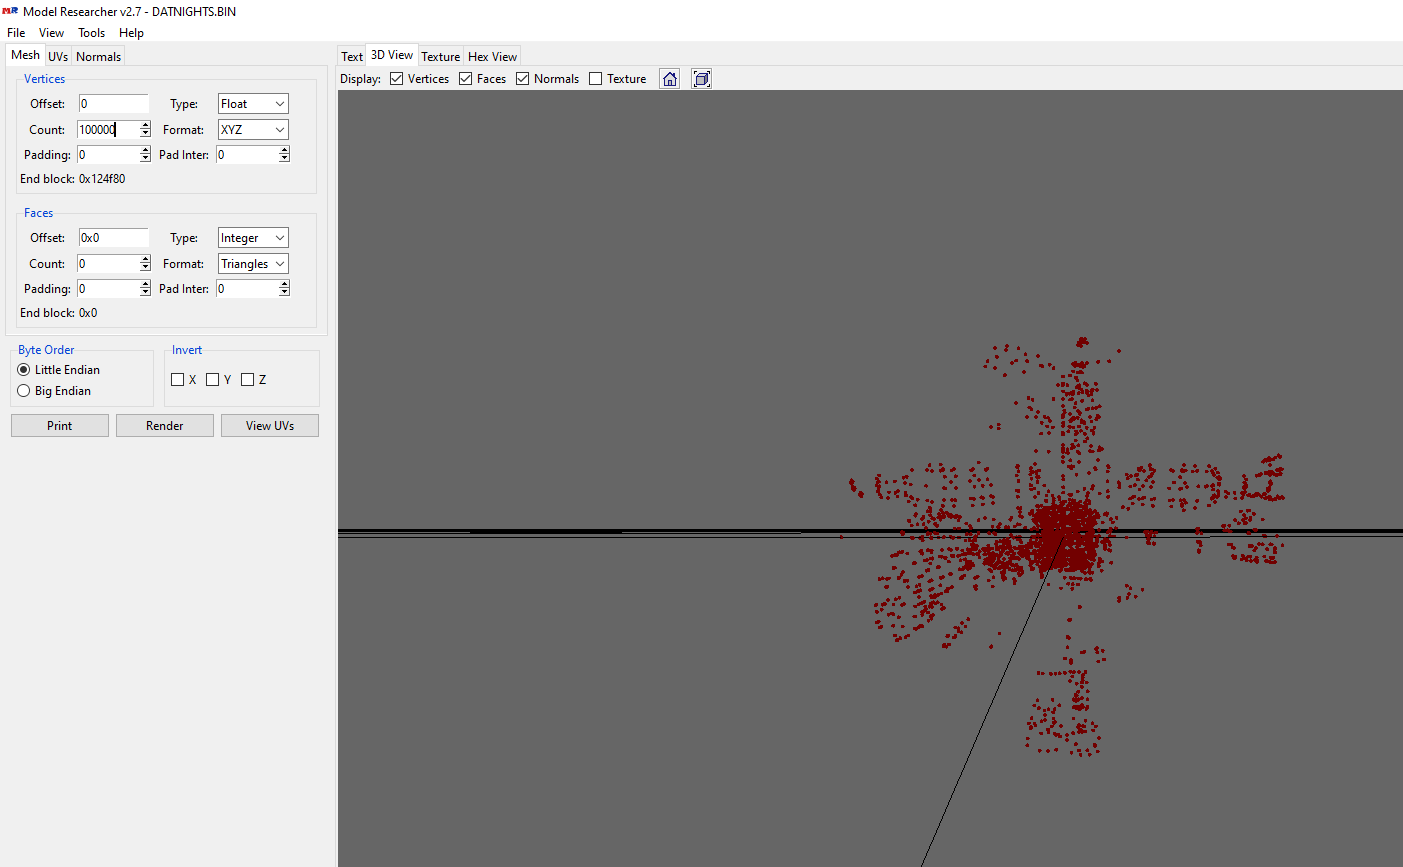 MR Model Researcher v2.7 - DATNIGHTS.BIN
File View Tools Help
Mesh UVs Normals
Vertices
Offset: 0 Type: Float
Count: 100000 Format: XYZ
Padding: 0 Pad Inter: 0
End block: 0x124f80
Faces
Offset: 0x0 Type: Integer
Count: 0 Format: Triangles
Padding: 0 Pad Inter: 0
End block: 0x0
Byte Order
Little Endian
Big Endian
Invert
X Y Z
Print Render View UVs
Text 3D View Texture Hex View
Display: Vertices Faces Normals Texture